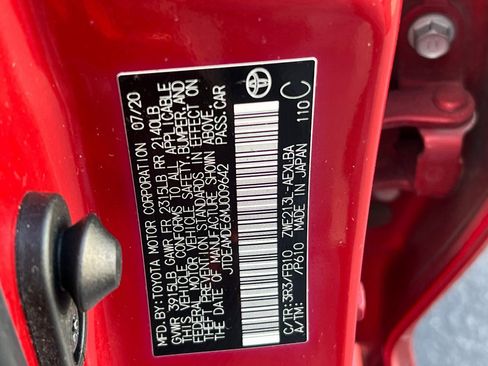 MFD.BY:TOYOTA MOTOR CORPORATION 07/20
GVWR 3915LB GAWR FR 2315LB RR 2140LB
THIS VEHICLE CONFORMS TO ALL APPLICABLE
FEDERAL MOTOR VEHICLE SAFETY,BUMPER,AND
THEFT PREVENTION STANDARDS IN EFFECT ON
THE DATE OF MANUFACTURE SHOWN ABOVE.
JTDEAMDE6MJ009642 PASS.CAR
C/TR:3R3/FB10 ZWE213L-AEXLBA
A/TM: /P610 MADE IN JAPAN
110 C